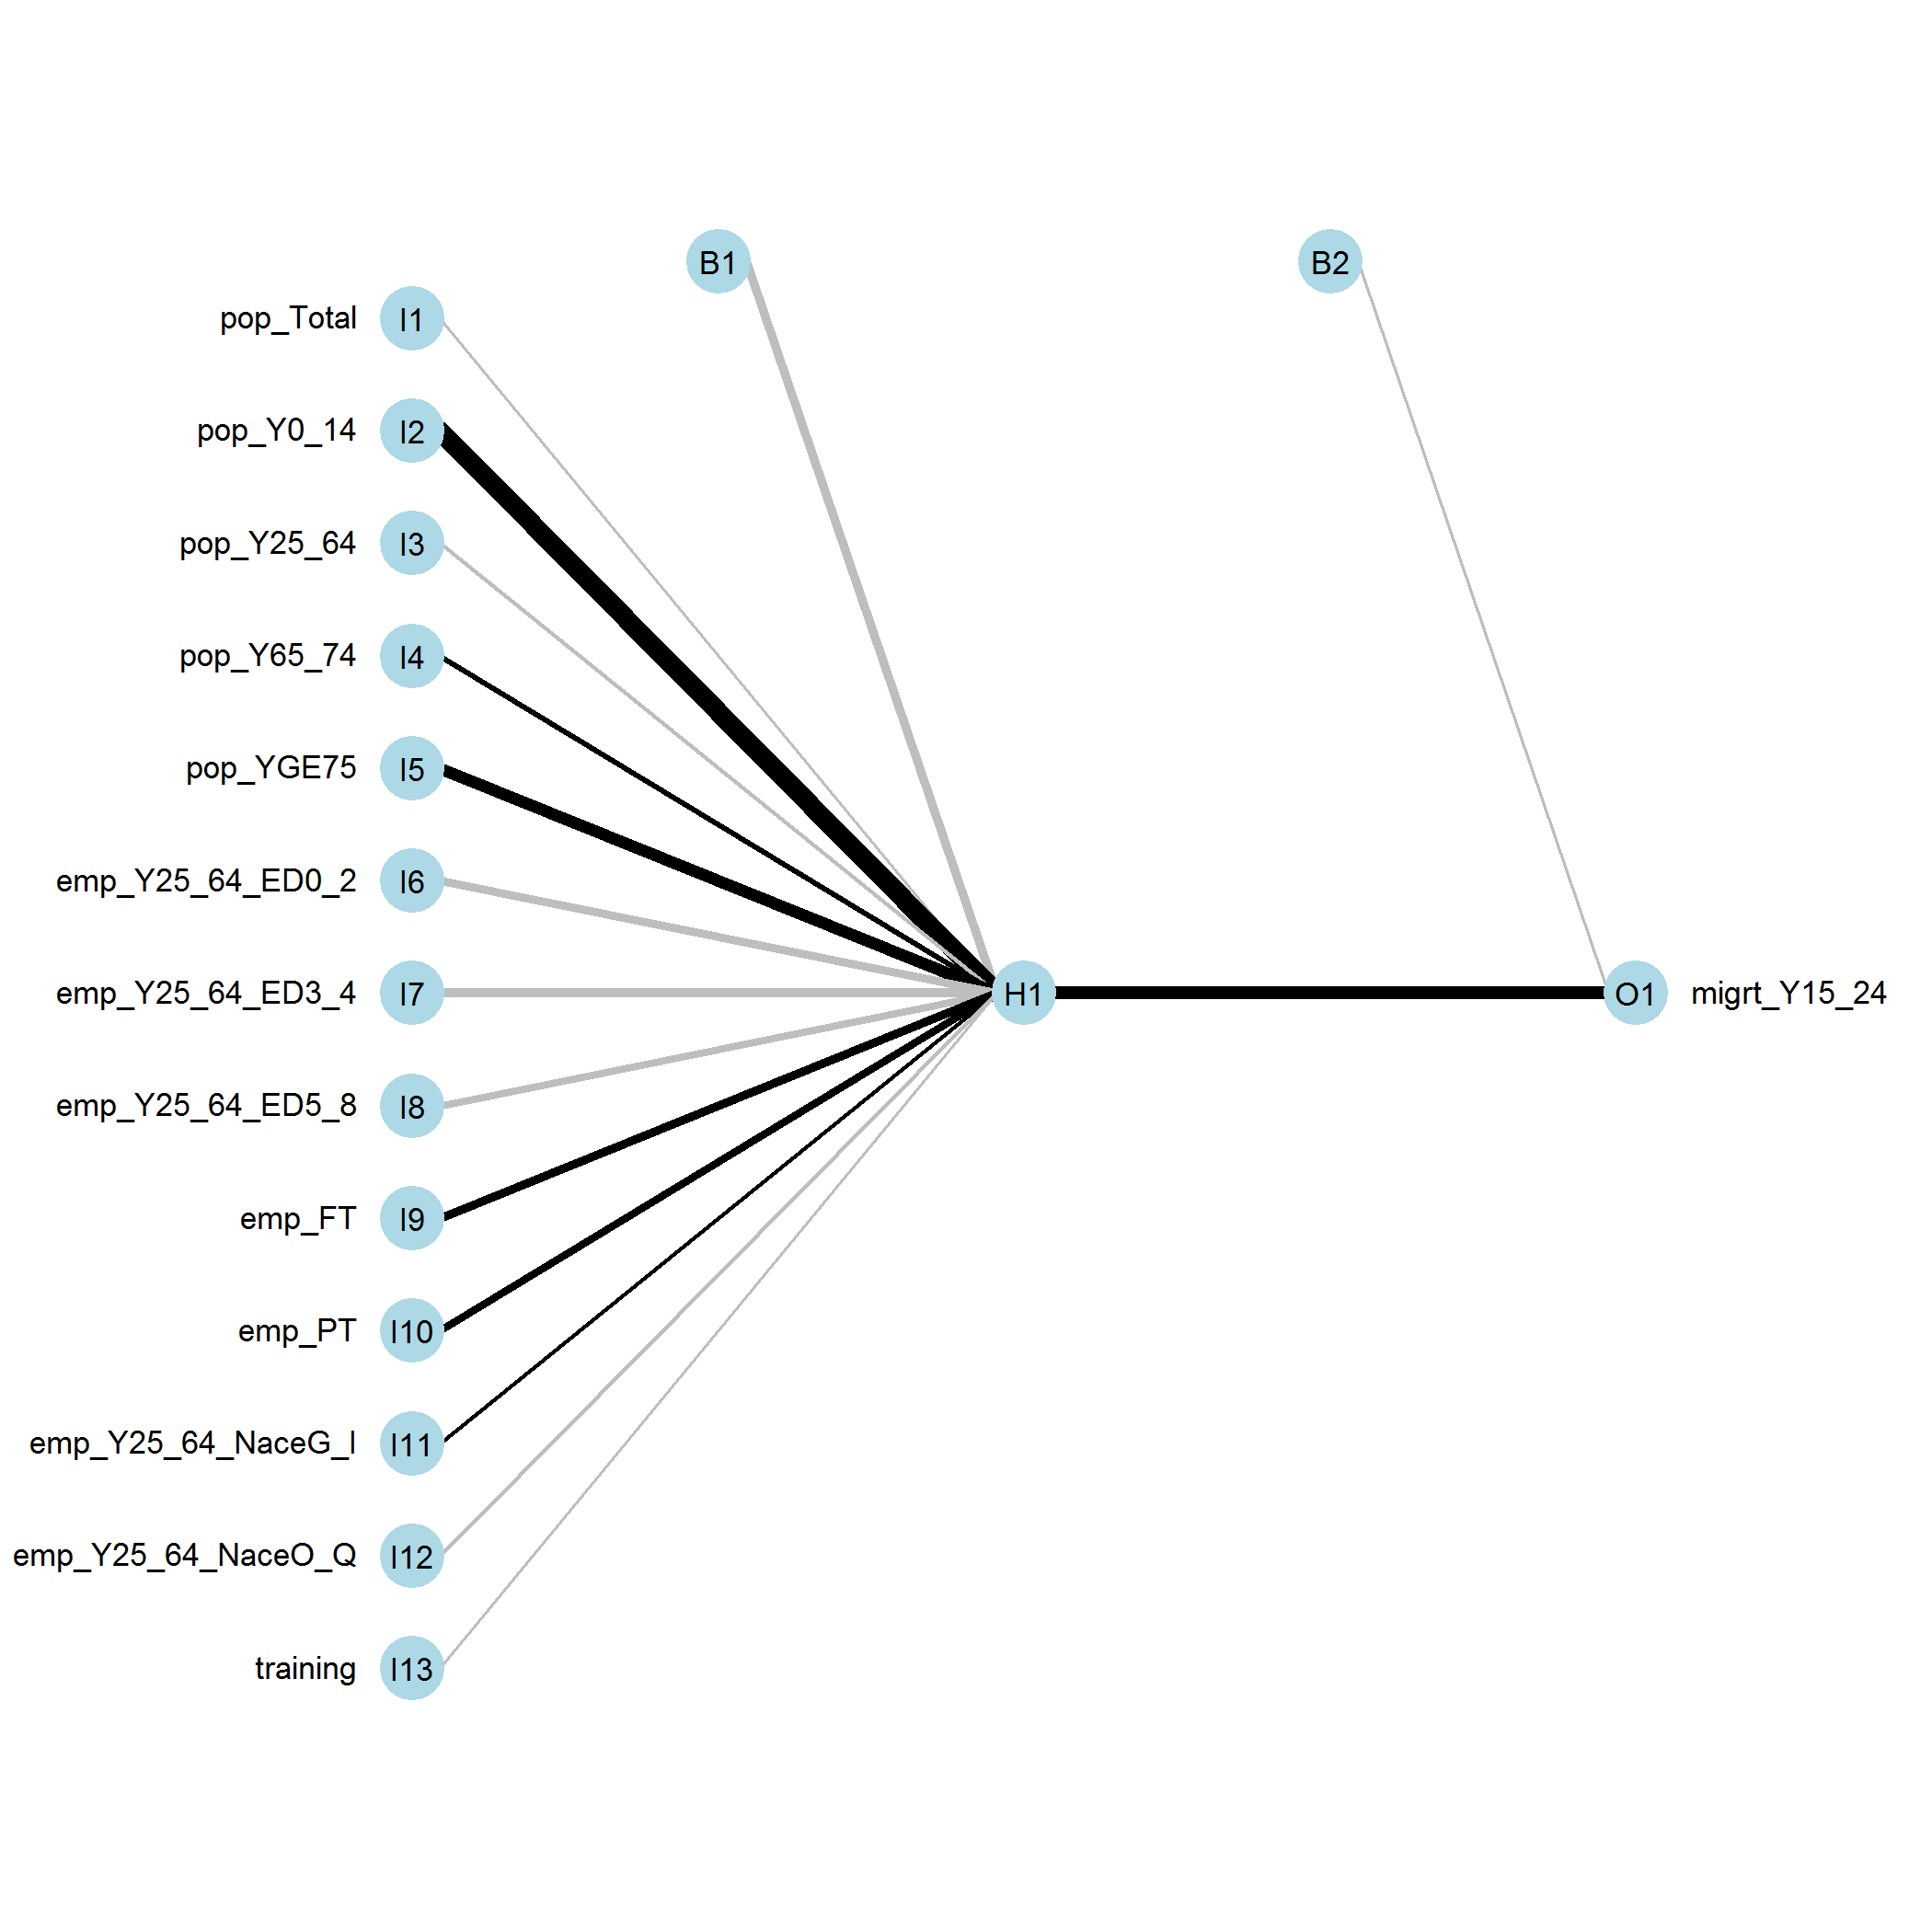 B1
B2
pop_Total I1
pop_Y0_14 I2
pop_Y25_64 I3
pop_Y65_74 I4
pop_YGE75 I5
emp_Y25_64_ED0_2 I6
emp_Y25_64_ED3_4 I7
H1
O1 migrt_Y15_24
emp_Y25_64_ED5_8 I8
emp_FT I9
emp_PT I10
emp_Y25_64_NaceG_I I11
emp_Y25_64_NaceO_Q I12
training I13